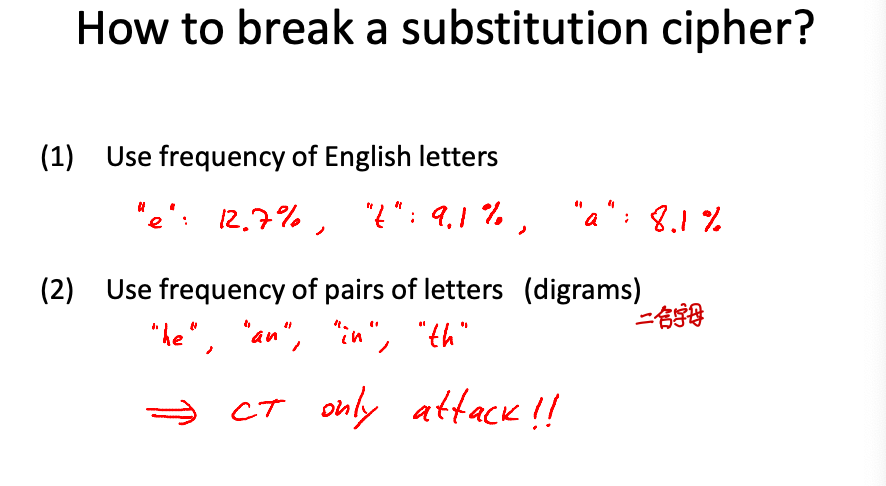 How to break a substitution cipher?
(1) Use frequency of English letters
"e": 12.7%, "t": 9.1%, "a": 8.1%
(2) Use frequency of pairs of letters (digrams)
二合字母
"he", "an", "in", "th"
⇒ CT only attack!!